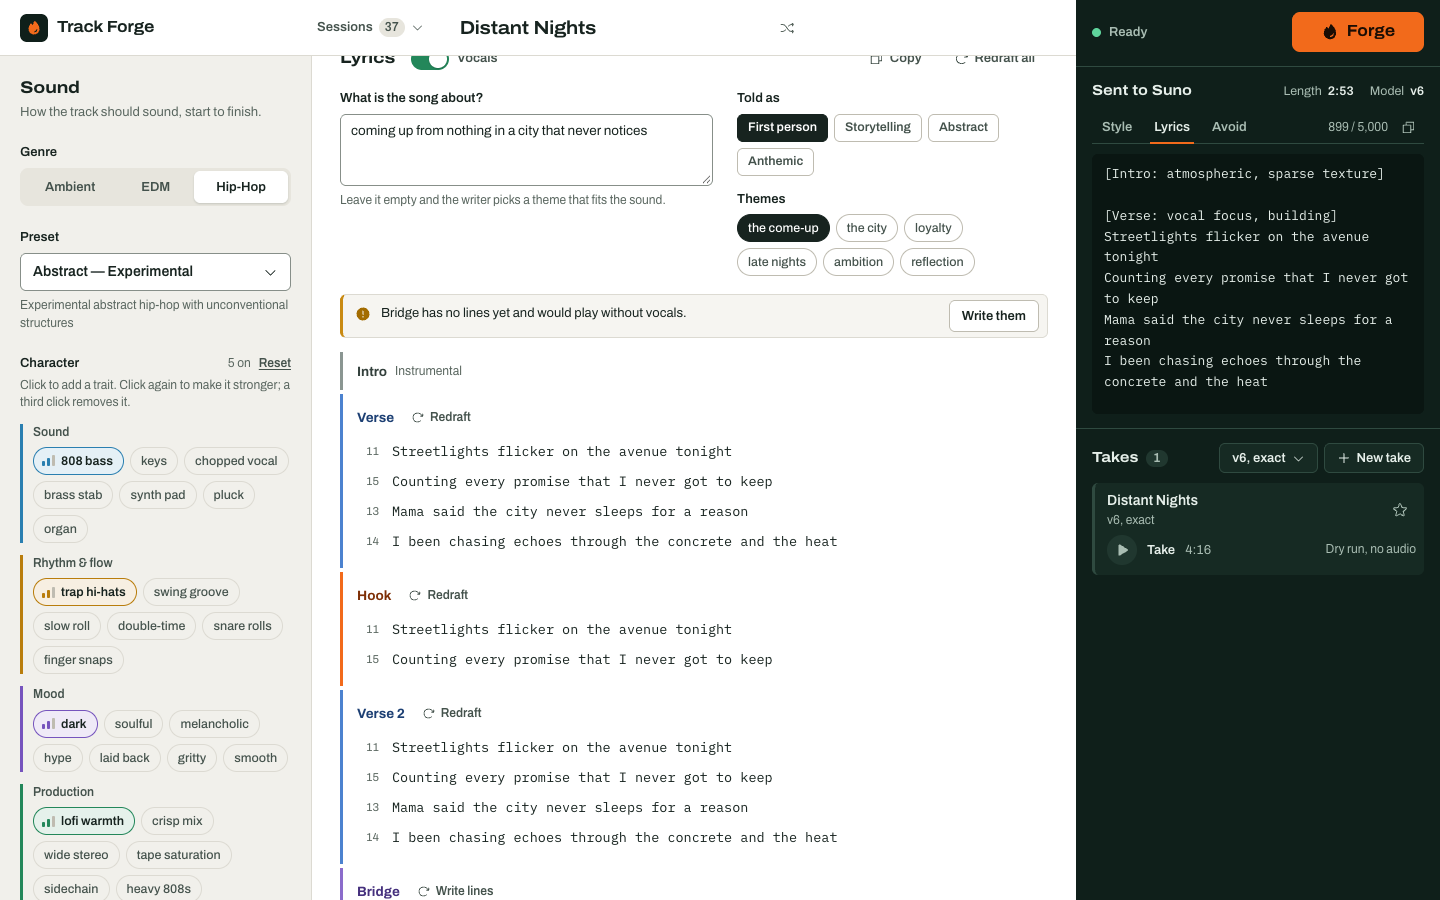 Track Forge
Sessions 37
Distant Nights
Ready
Forge
Sound
How the track should sound, start to finish.
Genre
Ambient EDM Hip-Hop
Preset
Abstract — Experimental
Experimental abstract hip-hop with unconventional
structures
Character 5 on Reset
Click to add a trait. Click again to make it stronger; a
third click removes it.
Sound
808 bass keys chopped vocal
brass stab synth pad pluck
organ
Rhythm & flow
trap hi-hats swing groove
slow roll double-time snare rolls
finger snaps
Mood
dark soulful melancholic
hype laid back gritty smooth
Production
lofi warmth crisp mix
wide stereo tape saturation
sidechain heavy 808s
Lyrics Vocals Copy Redraft all
What is the song about?
coming up from nothing in a city that never notices
Leave it empty and the writer picks a theme that fits the sound.
Told as
First person Storytelling Abstract
Anthemic
Themes
the come-up the city loyalty
late nights ambition reflection
Bridge has no lines yet and would play without vocals. Write them
Intro Instrumental
Verse Redraft
11 Streetlights flicker on the avenue tonight
15 Counting every promise that I never got to keep
13 Mama said the city never sleeps for a reason
14 I been chasing echoes through the concrete and the heat
Hook Redraft
11 Streetlights flicker on the avenue tonight
15 Counting every promise that I never got to keep
Verse 2 Redraft
11 Streetlights flicker on the avenue tonight
15 Counting every promise that I never got to keep
13 Mama said the city never sleeps for a reason
14 I been chasing echoes through the concrete and the heat
Bridge Write lines
Sent to Suno Length 2:53 Model v6
Style Lyrics Avoid 899 / 5,000
[Intro: atmospheric, sparse texture]
[Verse: vocal focus, building]
Streetlights flicker on the avenue
tonight
Counting every promise that I never got
to keep
Mama said the city never sleeps for a
reason
I been chasing echoes through the
concrete and the heat
Takes 1 v6, exact New take
Distant Nights
v6, exact
Take 4:16 Dry run, no audio